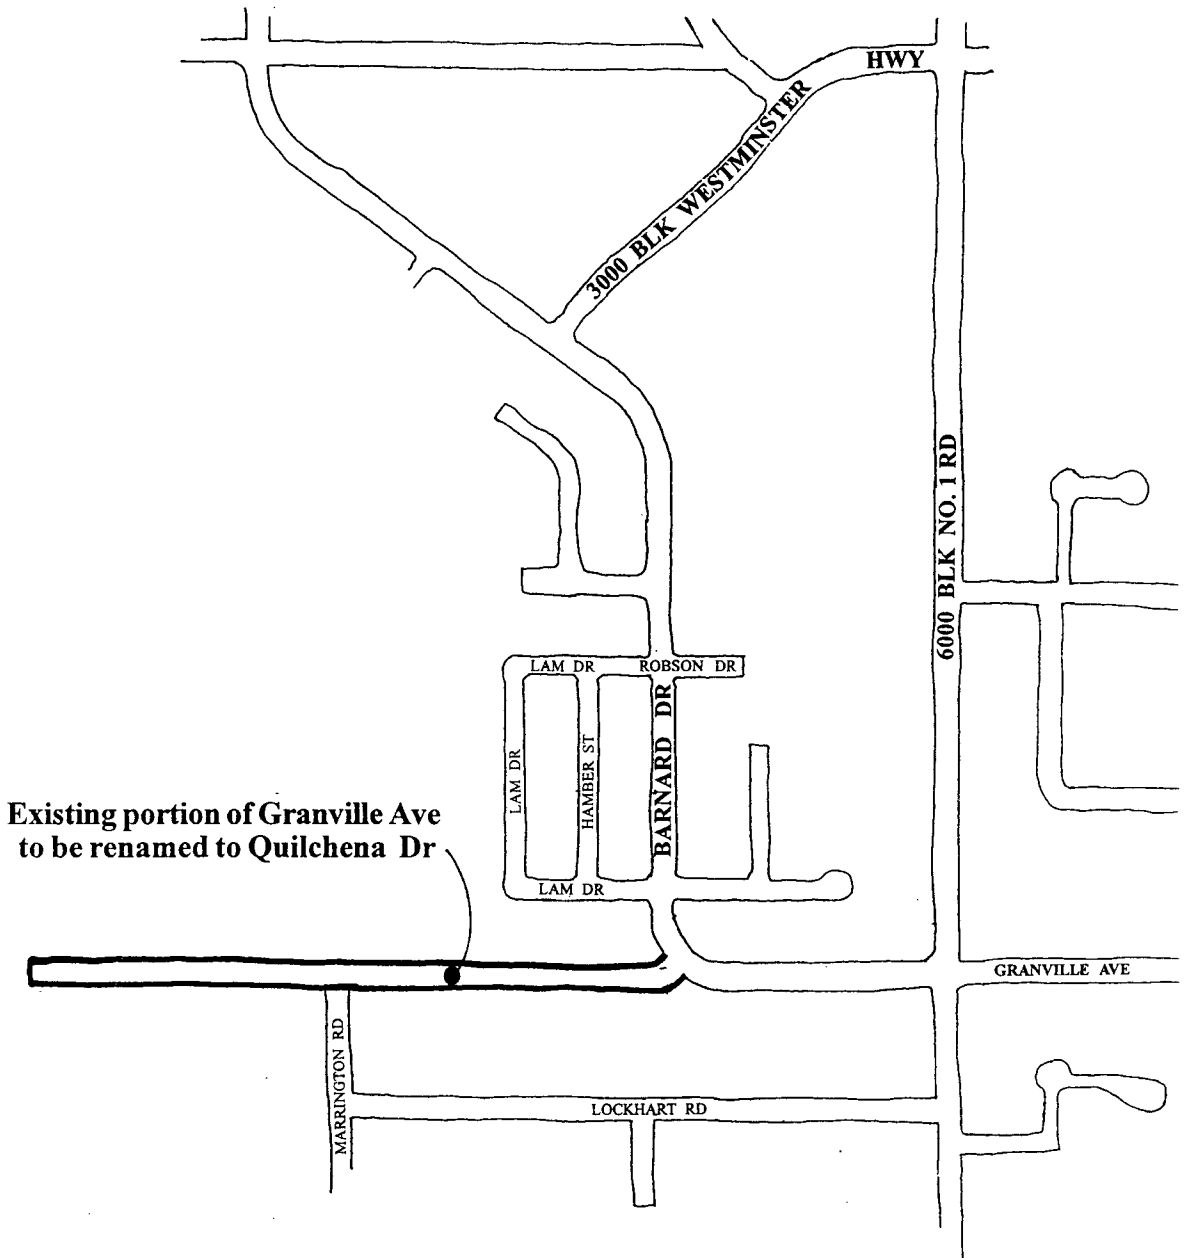 HWY
3000 BLK WESTMINSTER
6000 BLK NO. 1 RD
LAM DR
ROBSON DR
BARNARD DR
LAM DR
HAMBER ST
Existing portion of Granville Ave
to be renamed to Quilchena Dr
LAM DR
GRANVILLE AVE
MARRINGTON RD
LOCKHART RD